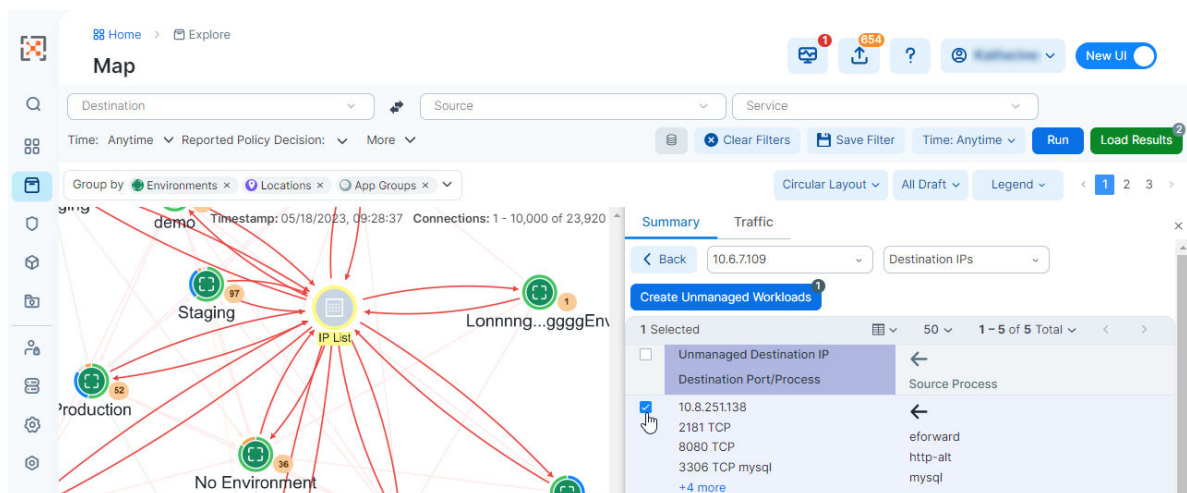 Home > Explore
Map
1
654
?
New UI
Destination
Source
Service
Time: Anytime
Reported Policy Decision:
More
Clear Filters
Save Filter
Time: Anytime
Run
Load Results
2
Group by
Environments ×
Locations ×
App Groups ×
Circular Layout
All Draft
Legend
< 1 2 3 >
demo
Timestamp: 05/18/2023, 09:28:37 Connections: 1 - 10,000 of 23,920
97
Staging
IP List
1
Lonnnng...ggggEnv
52
Production
36
No Environment
Summary
Traffic
×
Back
10.6.7.109
Destination IPs
Create Unmanaged Workloads
1
1 Selected
50
1 – 5 of 5 Total
< >
Unmanaged Destination IP
Destination Port/Process
←
Source Process
10.8.251.138
2181 TCP
8080 TCP
3306 TCP mysql
+4 more
←
eforward
http-alt
mysql